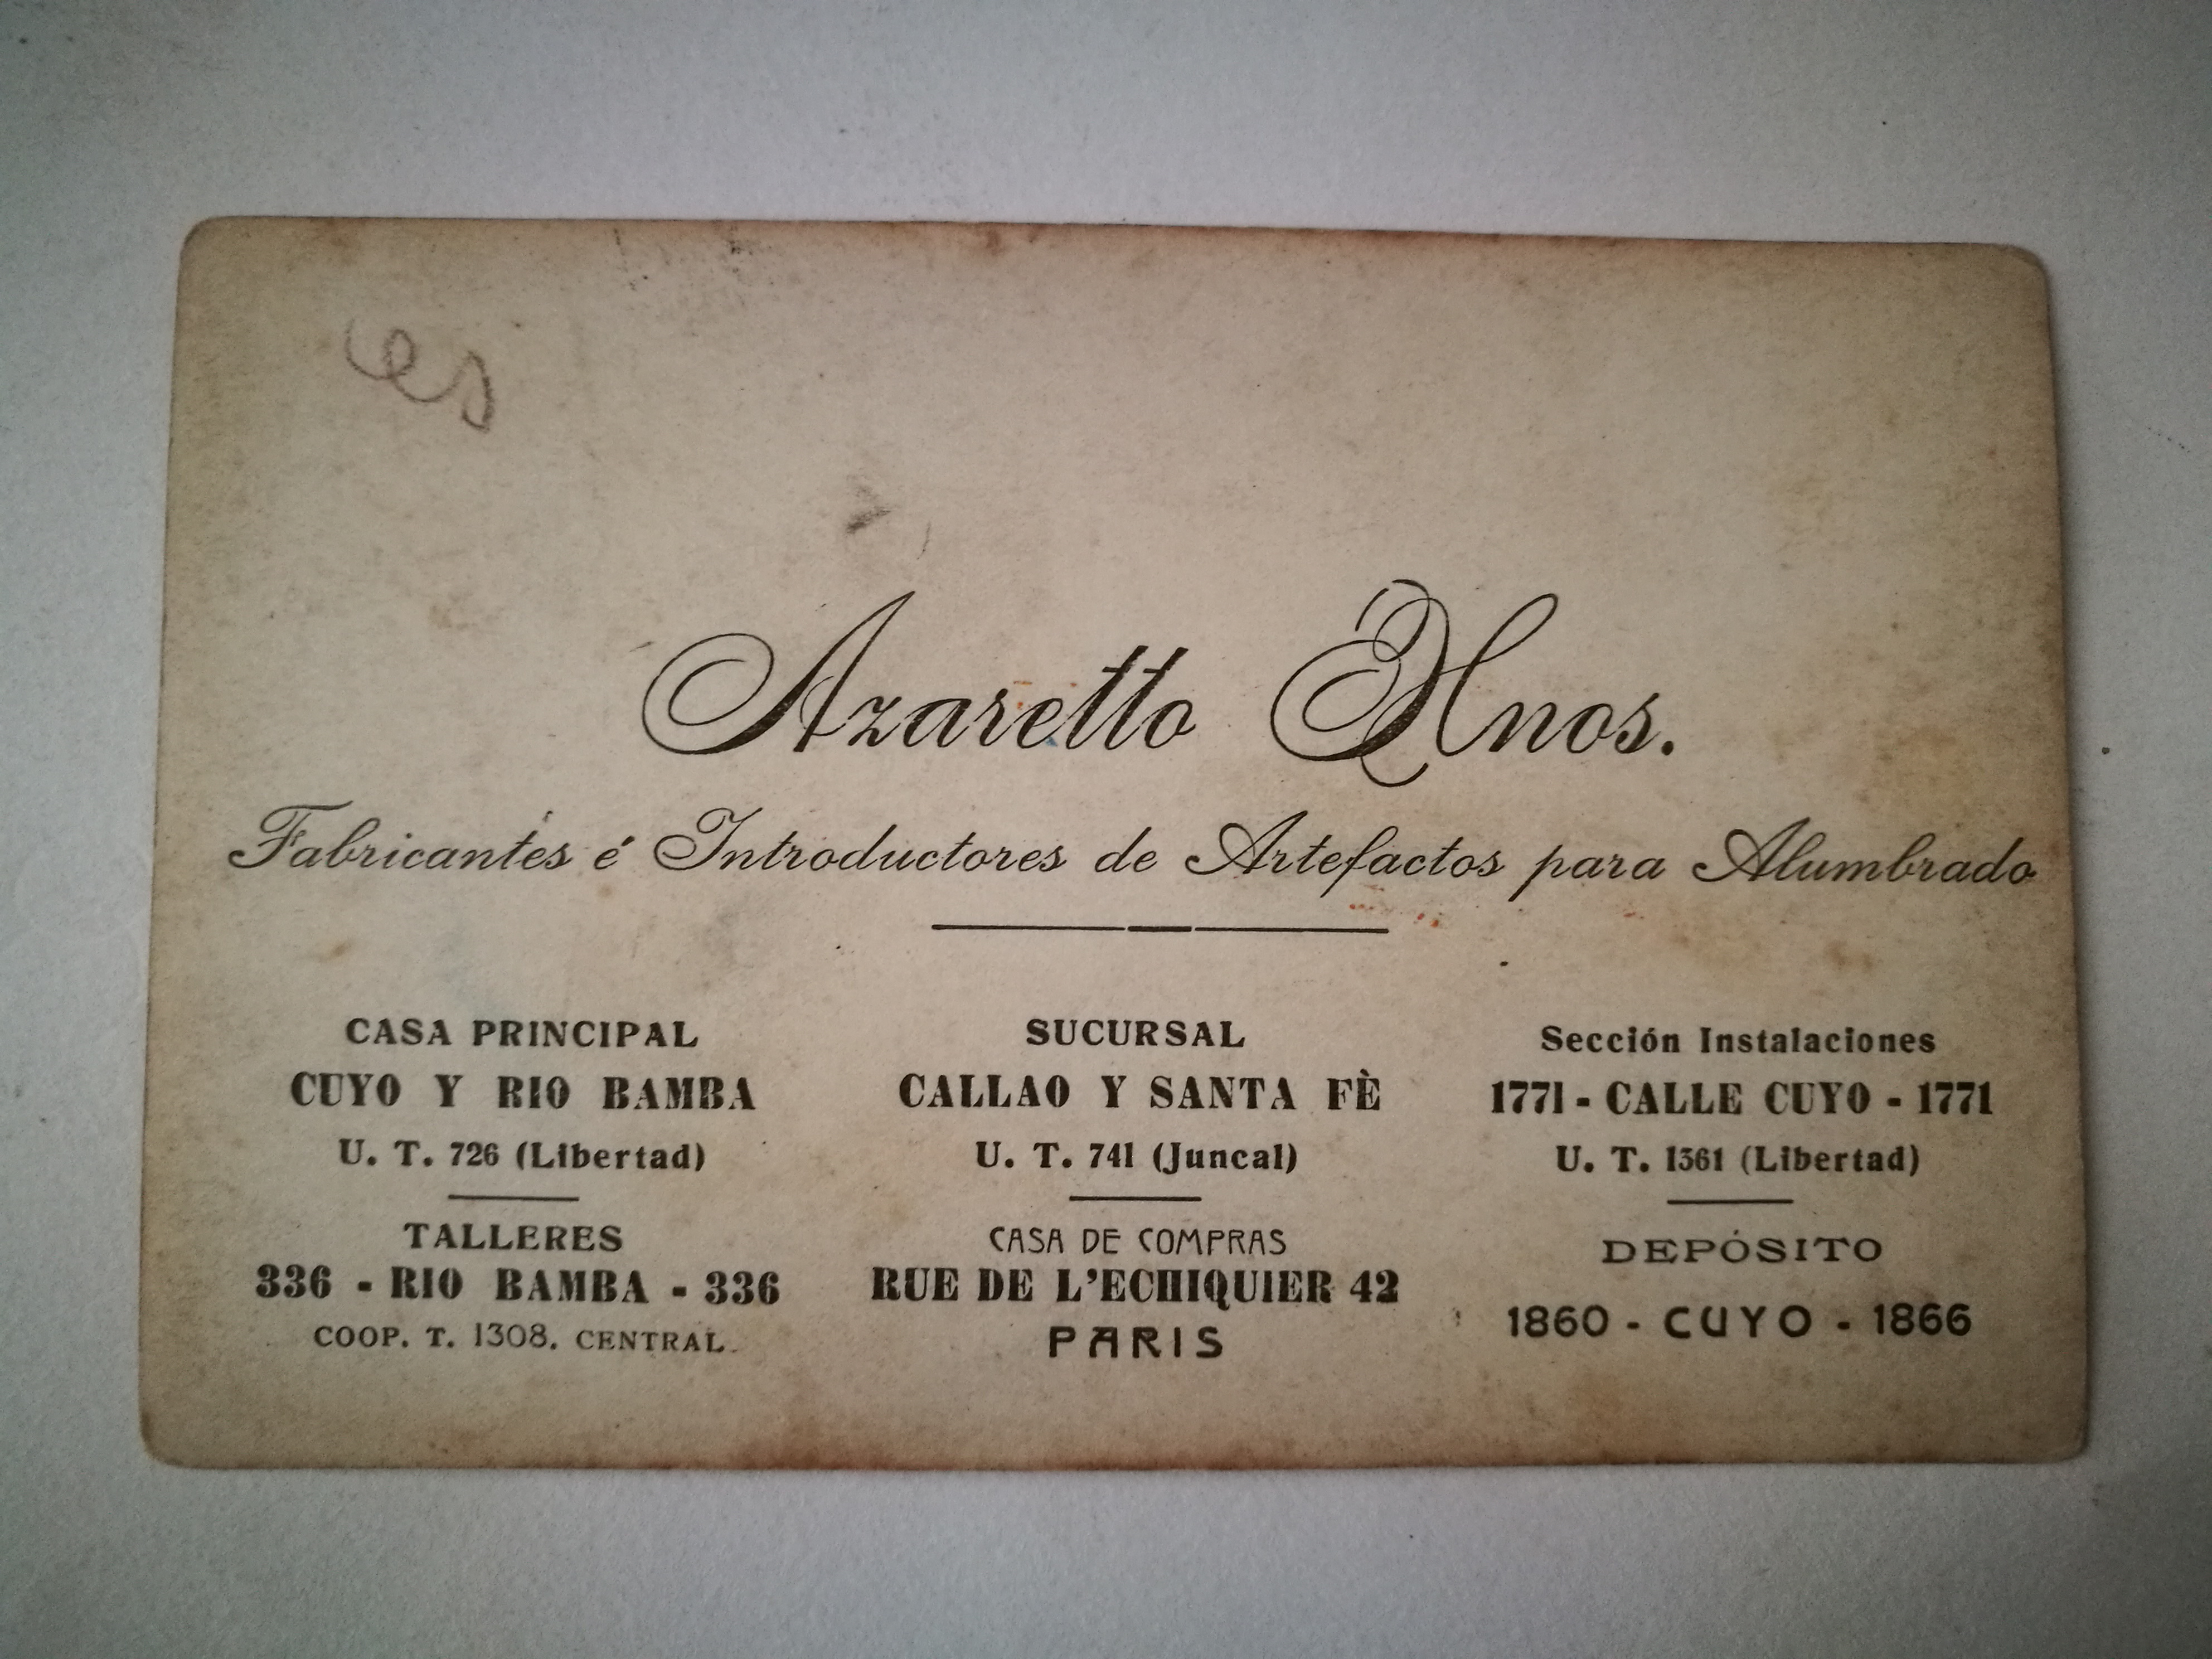 es
Azaretto Hnos.
Fabricantes é Introductores de Artefactos para Alumbrado
CASA PRINCIPAL
CUYO Y RIO BAMBA
U. T. 726 (Libertad)
TALLERES
336 - RIO BAMBA - 336
COOP. T. 1308, CENTRAL.
SUCURSAL
CALLAO Y SANTA FÈ
U. T. 741 (Juncal)
CASA DE COMPRAS
RUE DE L'ECHIQUIER 42
PARIS
Sección Instalaciones
1771 - CALLE CUYO - 1771
U. T. 1361 (Libertad)
DEPÓSITO
1860 - CUYO - 1866